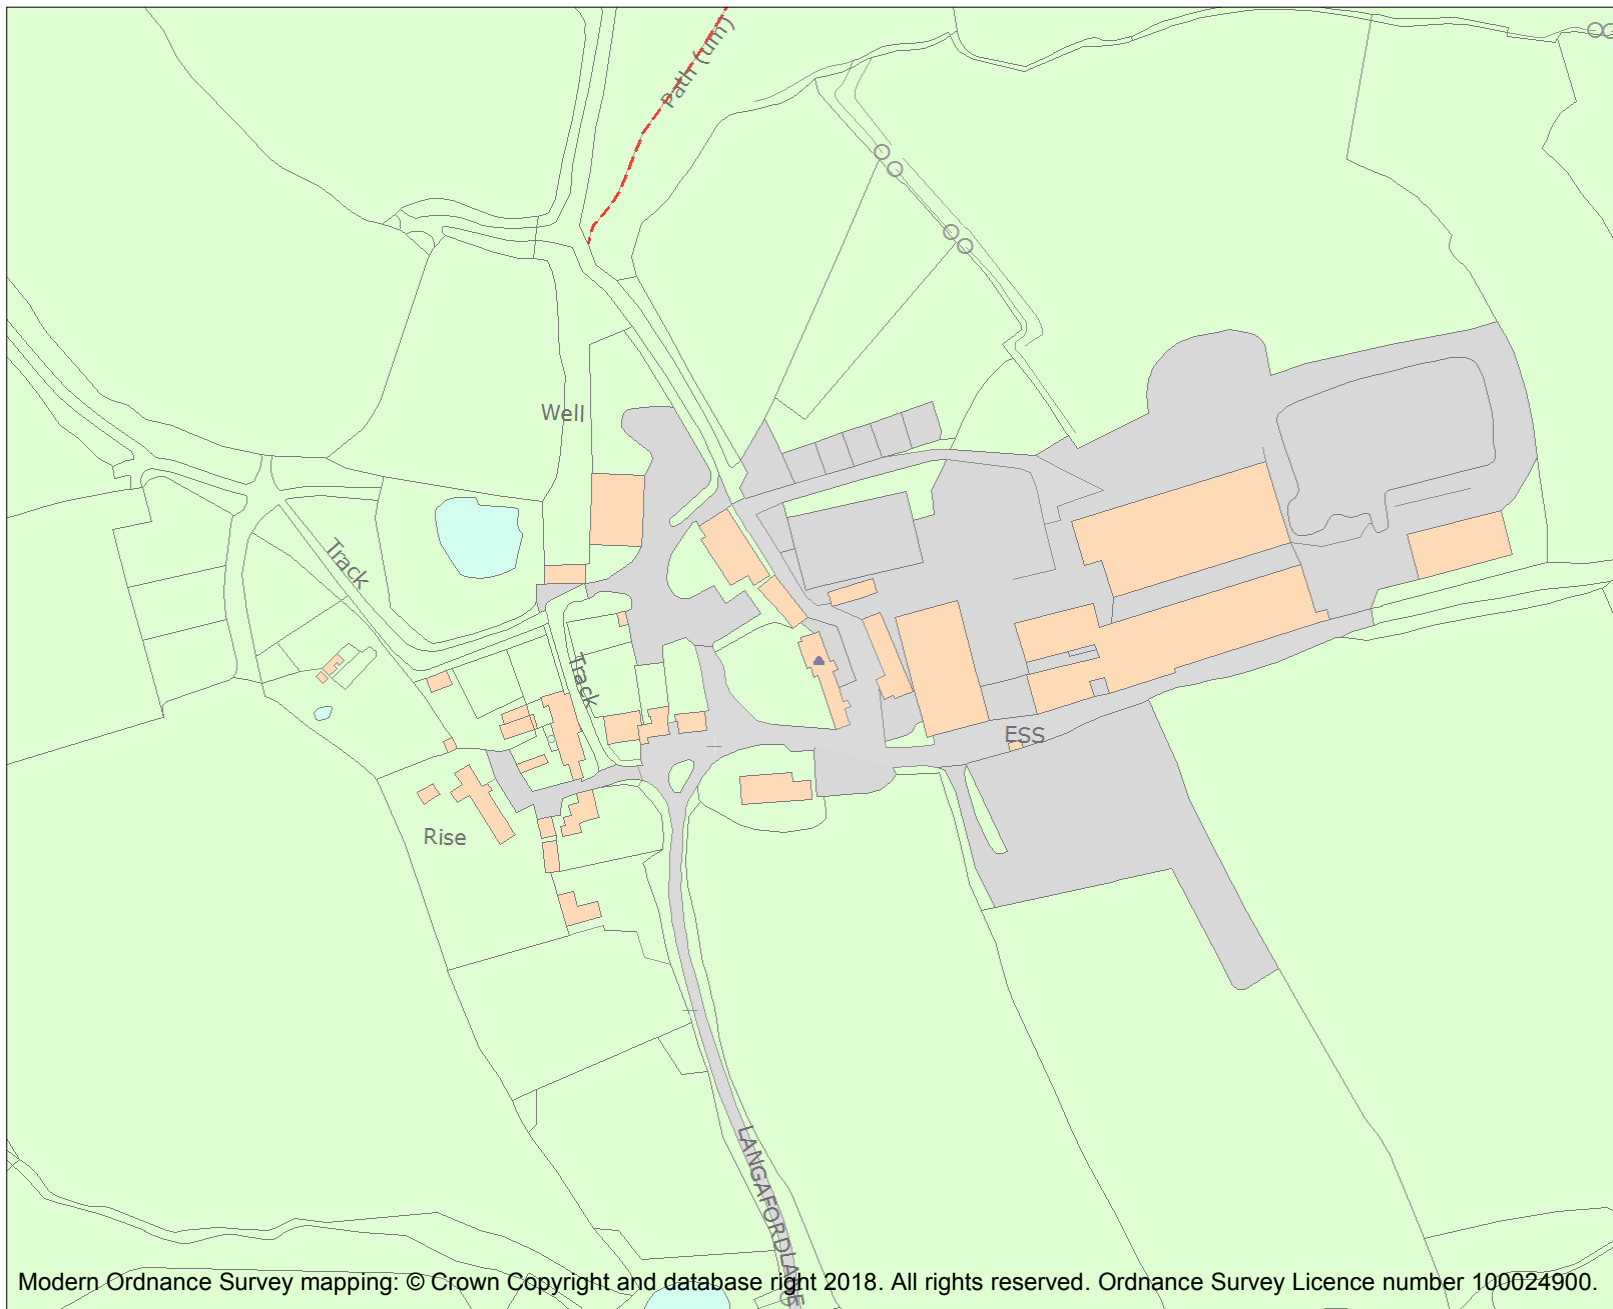 Path (um)
Well
Track
Track
ESS
Rise
LANGAFORD LANE
Modern Ordnance Survey mapping: © Crown Copyright and database right 2018. All rights reserved. Ordnance Survey Licence number 100024900.